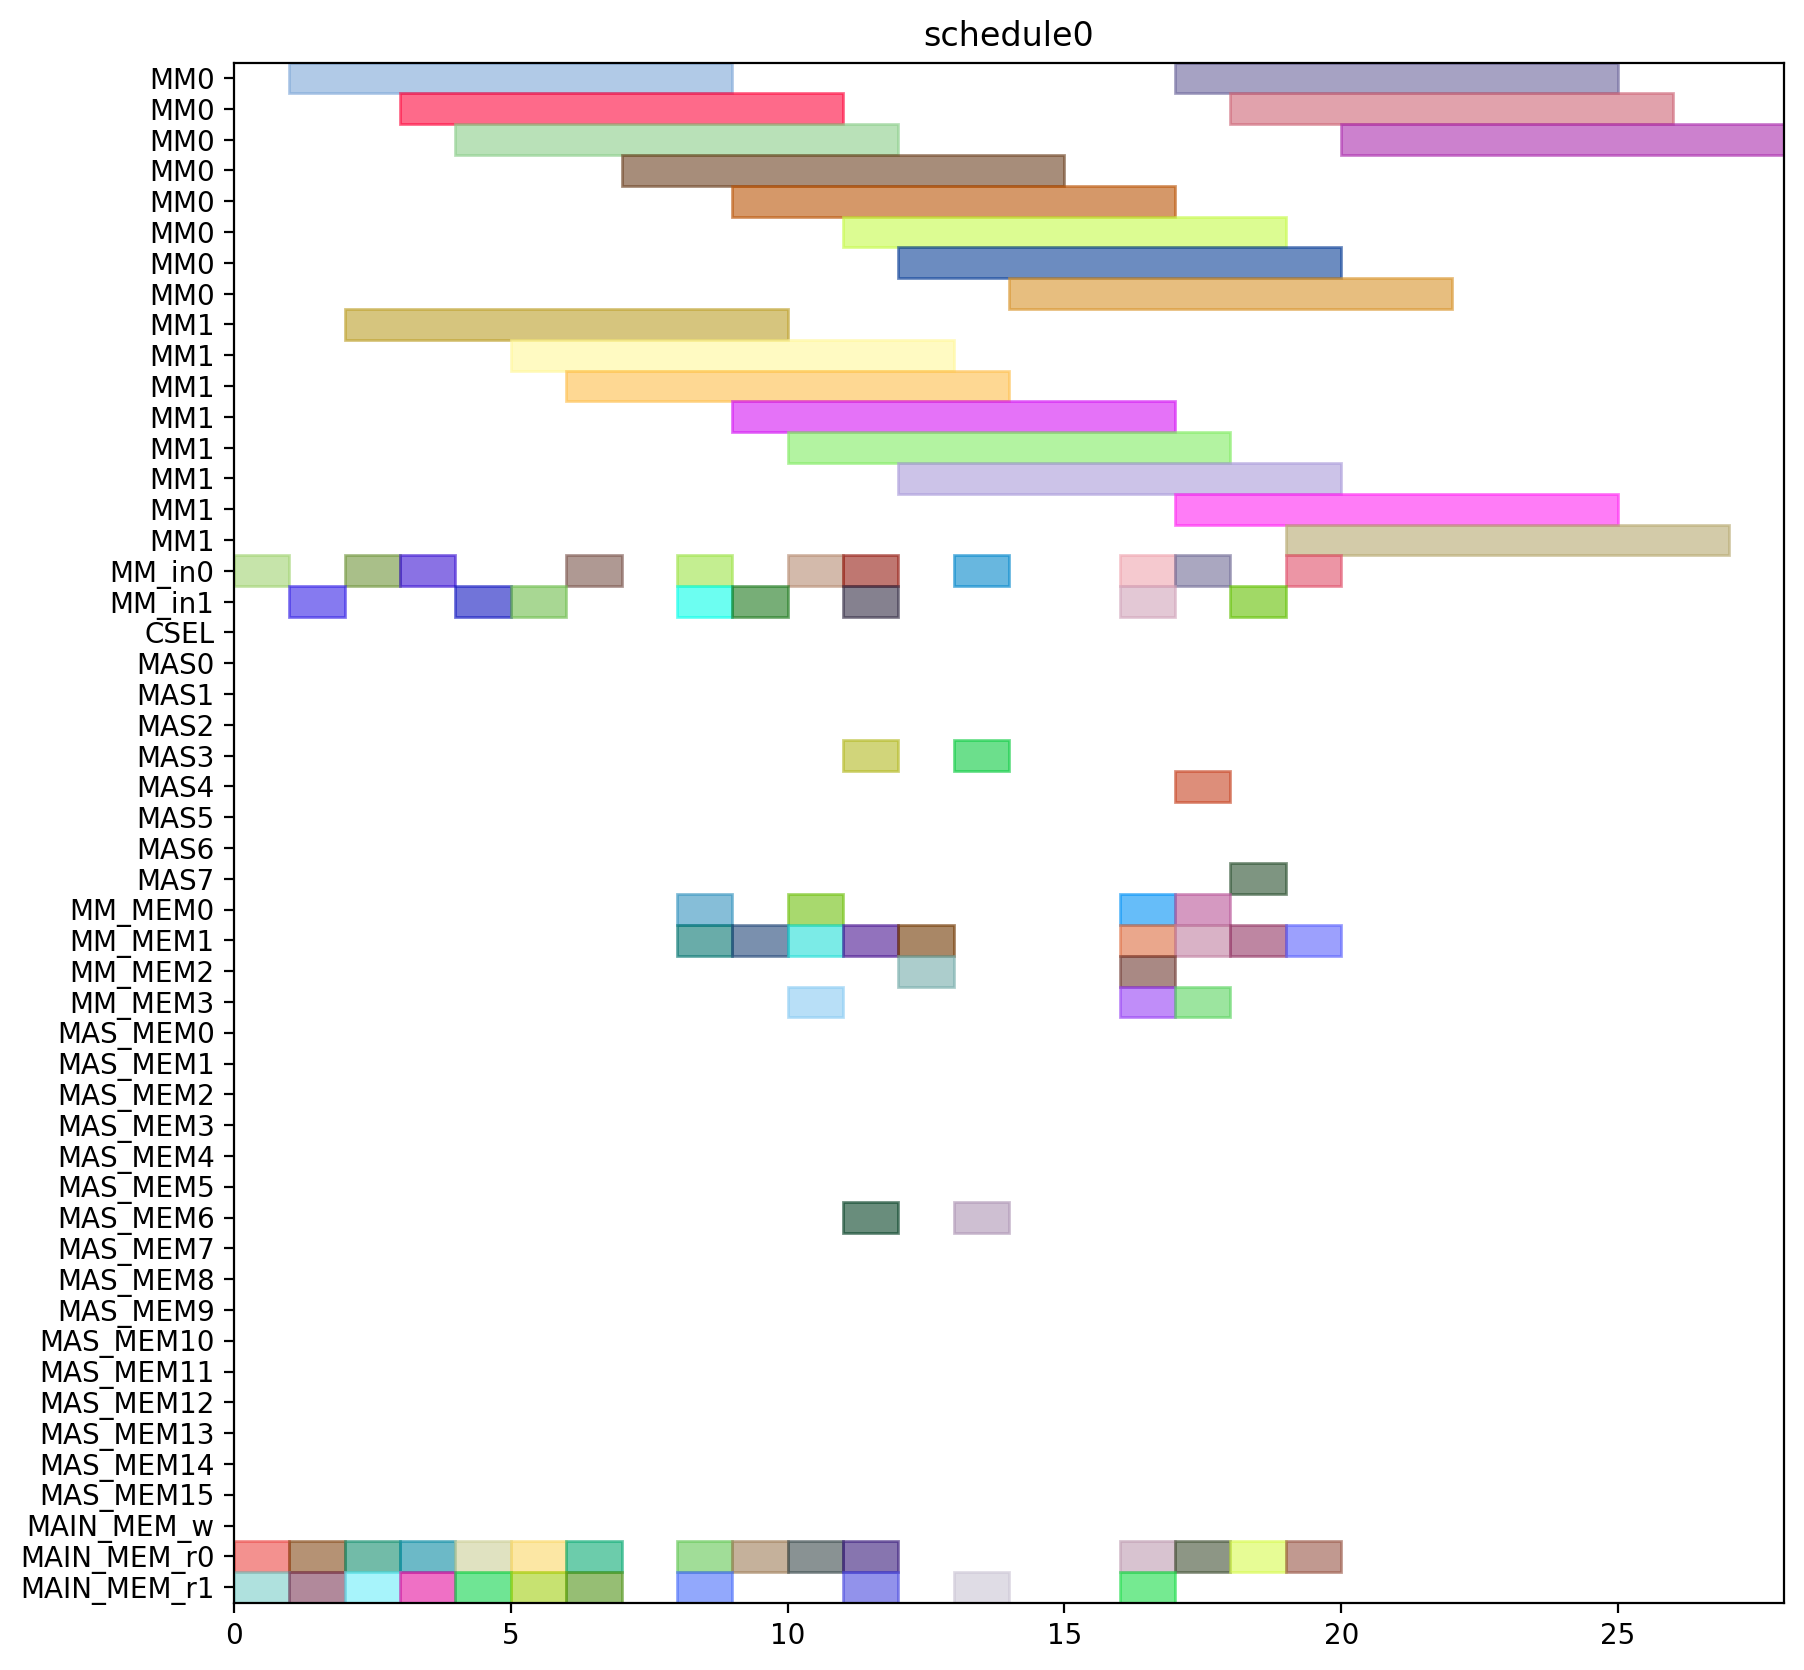 schedule0
MM0
MM0
MM0
MM0
MM0
MM0
MM0
MM0
MM1
MM1
MM1
MM1
MM1
MM1
MM1
MM1
MM_in0
MM_in1
CSEL
MAS0
MAS1
MAS2
MAS3
MAS4
MAS5
MAS6
MAS7
MM_MEM0
MM_MEM1
MM_MEM2
MM_MEM3
MAS_MEM0
MAS_MEM1
MAS_MEM2
MAS_MEM3
MAS_MEM4
MAS_MEM5
MAS_MEM6
MAS_MEM7
MAS_MEM8
MAS_MEM9
MAS_MEM10
MAS_MEM11
MAS_MEM12
MAS_MEM13
MAS_MEM14
MAS_MEM15
MAIN_MEM_w
MAIN_MEM_r0
MAIN_MEM_r1
0 5 10 15 20 25